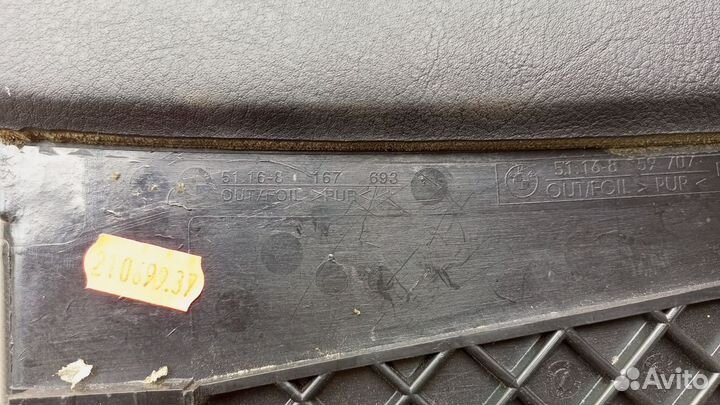 51.16-8 167 693
OUT/FOIL >PUR<
51.16-8 59 707
OUT/FOIL >PUR<
210699.37
Avito